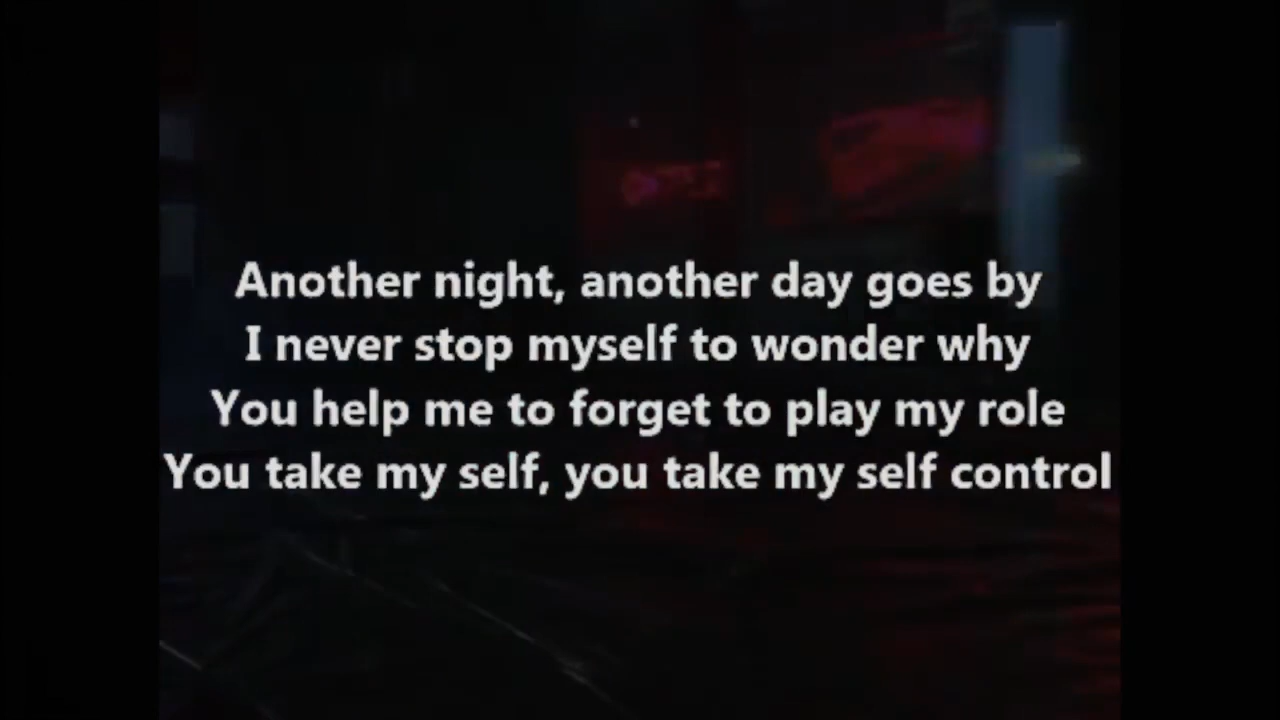 Another night, another day goes by
I never stop myself to wonder why
You help me to forget to play my role
You take my self, you take my self control